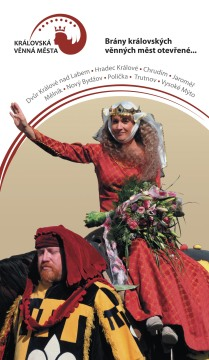 KRÁLOVSKÁ
VĚNNÁ MĚSTA
Brány královských
věnných měst otevřené...
Dvůr Králové nad Labem • Hradec Králové • Chrudim • Jaroměř
Mělník • Nový Bydžov • Polička • Trutnov • Vysoké Mýto